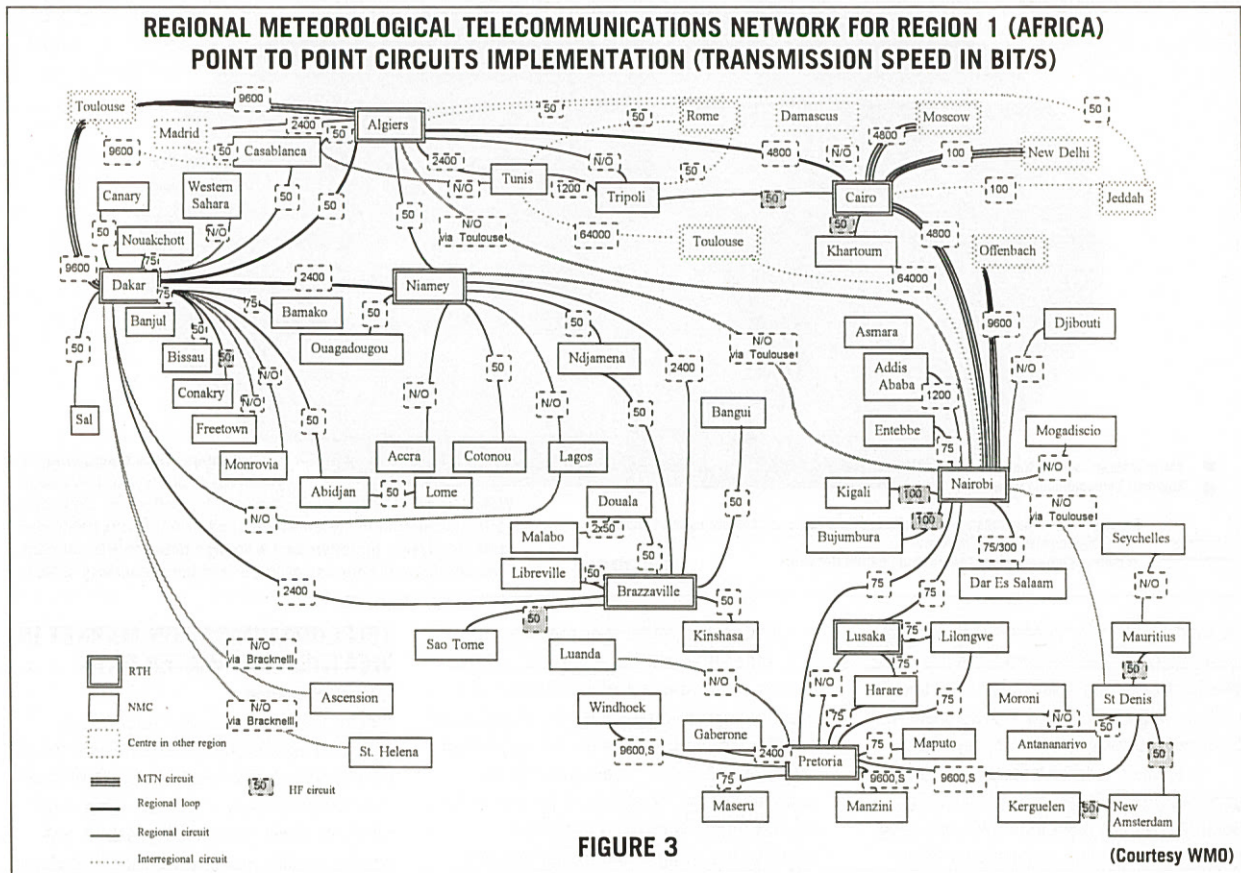 REGIONAL METEOROLOGICAL TELECOMMUNICATIONS NETWORK FOR REGION 1 (AFRICA)
POINT TO POINT CIRCUITS IMPLEMENTATION (TRANSMISSION SPEED IN BIT/S)
Toulouse
9600
Madrid
2400
50
Algiers
50
Rome
Damascus
Moscow
50
9600
50
Casablanca
2400
N/O
50
4800
N/O
4800
100
New Delhi
Canary
Western
Sahara
50
50
N/O
Tunis
1200
Tripoli
50
Cairo
100
Jeddah
50
Nouakchott
N/O
50
N/O
via Toulouse
64000
Toulouse
50
Khartoum
4800
Offenbach
9600
75
Dakar
75
2400
Niamey
64000
Banjul
75
Bamako
50
Ouagadougou
50
Ndjamena
N/O
via Toulouse
Asmara
9600
Djibouti
50
50
Bissau
50
Conakry
N/O
N/O
Freetown
Monrovia
50
N/O
50
N/O
2400
50
Bangui
Addis
Ababa
1200
Entebbe
75
N/O
Mogadiscio
N/O
Sal
Accra
Cotonou
Lagos
Nairobi
Abidjan
50
Lome
Douala
Kigali
100
N/O
via Toulouse
N/O
Malabo
2x50
50
50
Bujumbura
100
75/300
Dar Es Salaam
Seychelles
N/O
2400
Libreville
50
Brazzaville
50
Kinshasa
75
75
Sao Tome
50
Luanda
Lusaka
75
Lilongwe
Mauritius
N/O
via Bracknelll
Ascension
N/O
N/O
75
Harare
75
50
St Denis
N/O
via Bracknelll
St. Helena
Windhoek
9600,S
Gaberone
2400
75
75
Maputo
Moroni
N/O
Antananarivo
50
50
Pretoria
9600,S
9600,S
Maseru
75
Manzini
Kerguelen
50
New
Amsterdam
RTH
NMC
Centre in other region
MTN circuit
50
HF circuit
Regional loop
Regional circuit
Interregional circuit
FIGURE 3
(Courtesy WMO)